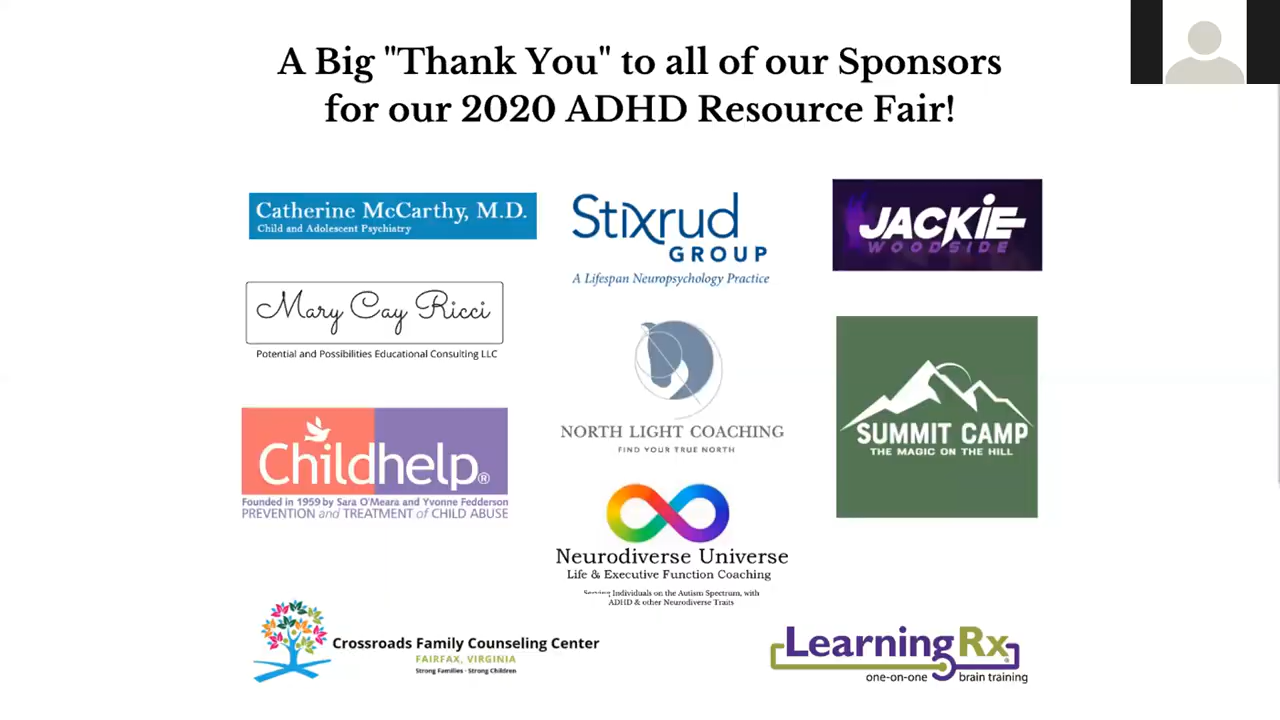 A Big "Thank You" to all of our Sponsors
for our 2020 ADHD Resource Fair!
Catherine McCarthy, M.D.
Child and Adolescent Psychiatry
Stixrud
GROUP
A Lifespan Neuropsychology Practice
JACKIE
WOODSIDE
Mary Cay Ricci
Potential and Possibilities Educational Consulting LLC
NORTH LIGHT COACHING
FIND YOUR TRUE NORTH
SUMMIT CAMP
THE MAGIC ON THE HILL
Childhelp®
Founded in 1959 by Sara O'Meara and Yvonne Fedderson
PREVENTION and TREATMENT of CHILD ABUSE
Neurodiverse Universe
Life & Executive Function Coaching
Serving Individuals on the Autism Spectrum, with
ADHD & other Neurodiverse Traits
Crossroads Family Counseling Center
FAIRFAX, VIRGINIA
Strong Families - Strong Children
LearningRx®
one-on-one brain training